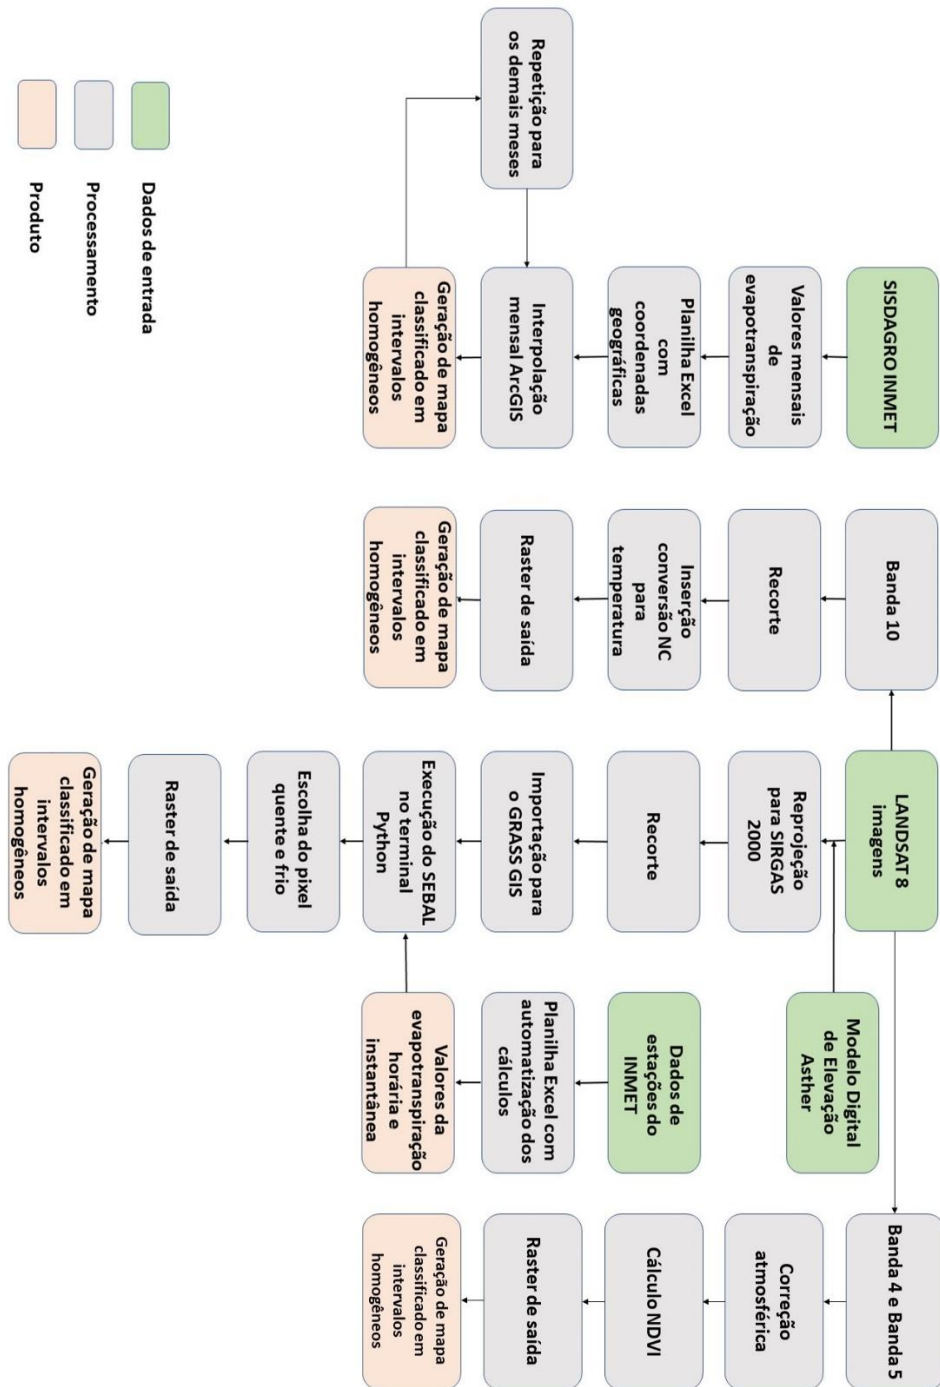 SISDAGRO INMET
Valores mensais
de
evapotranspiração
Planilha Excel
com
coordenadas
geográficas
Interpolação
mensal ArcGIS
Geração de mapa
classificado em
intervalos
homogêneos
Repetição para
os demais meses
Banda 10
Recorte
Inserção
conversão NC
para
temperatura
Raster de saída
Geração de mapa
classificado em
intervalos
homogêneos
LANDSAT 8
imagens
Reprojeção
para SIRGAS
2000
Recorte
Importação para
o GRASS GIS
Execução do SEBAL
no terminal
Python
Escolha do pixel
quente e frio
Raster de saída
Geração de mapa
classificado em
intervalos
homogêneos
Modelo Digital
de Elevação
Asther
Dados de
estações do
INMET
Planilha Excel com
automatização dos
cálculos
Valores da
evapotranspiração
horária e
instantânea
Banda 4 e Banda 5
Correção
atmosférica
Cálculo NDVI
Raster de saída
Geração de mapa
classificado em
intervalos
homogêneos
Dados de entrada
Processamento
Produto